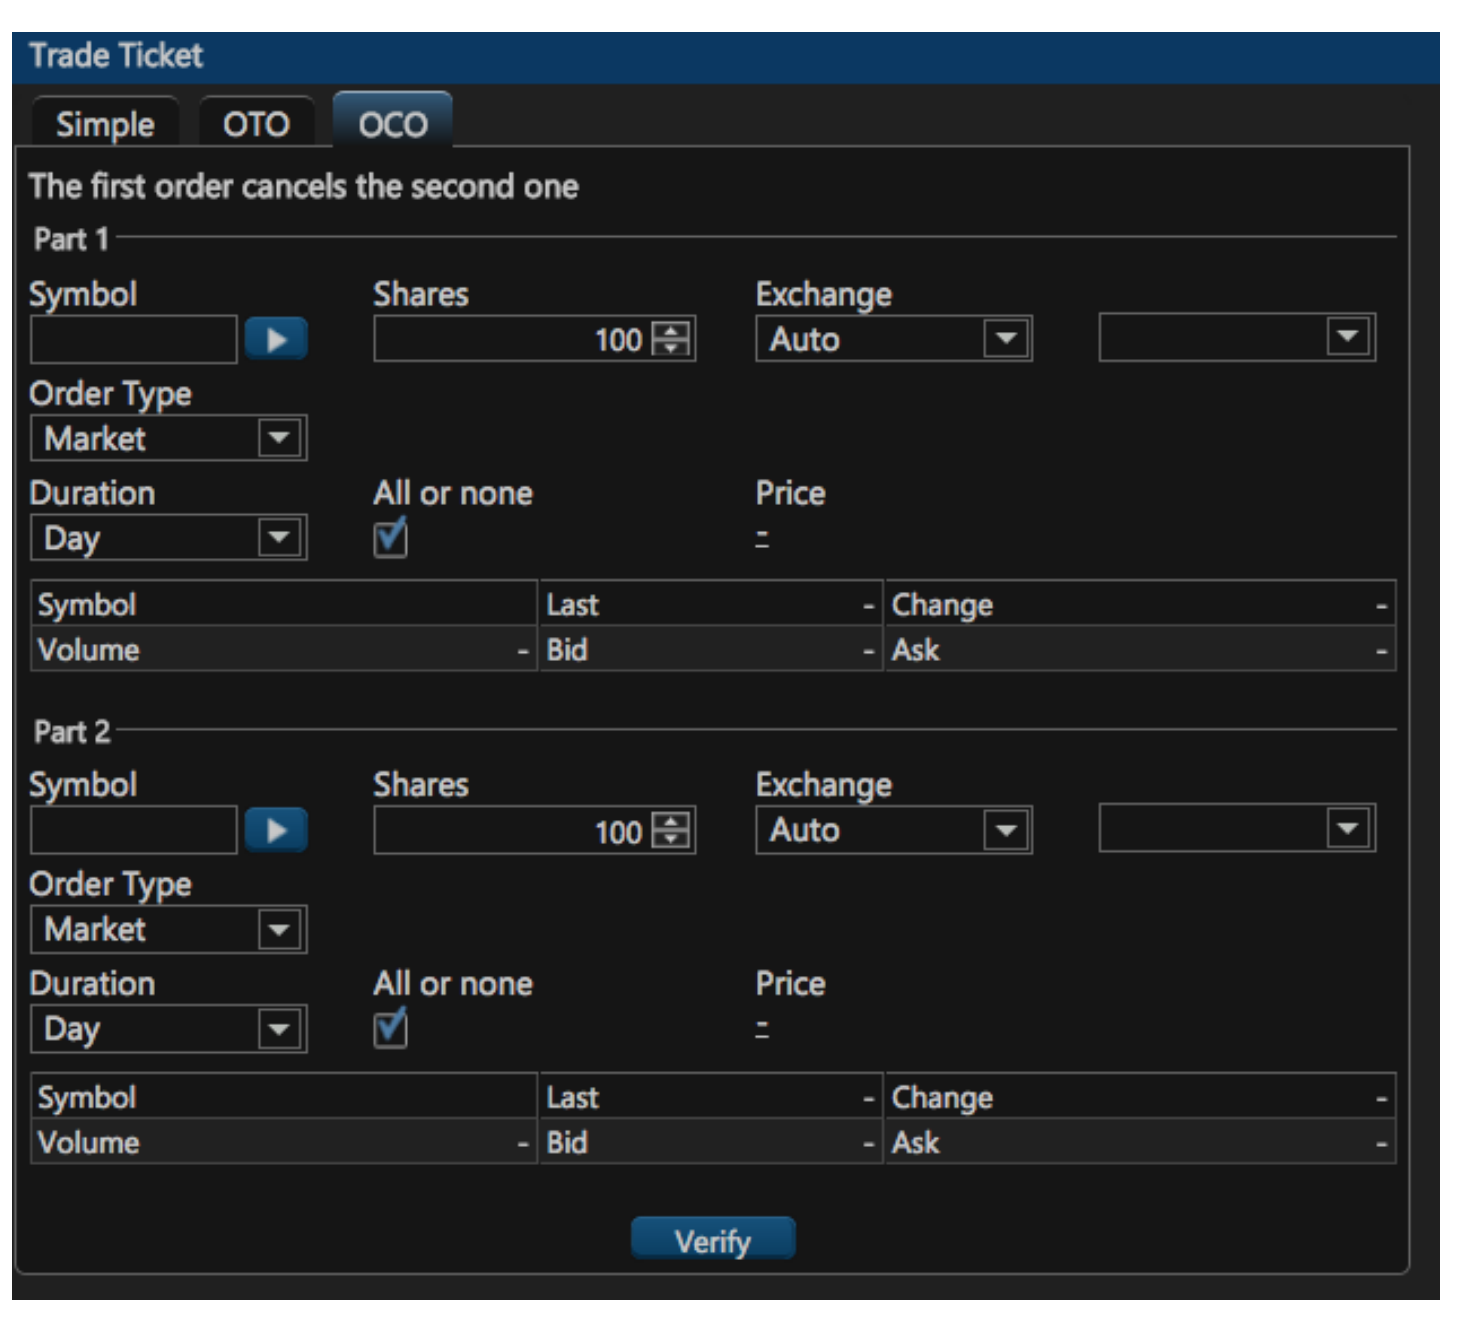 Trade Ticket
Simple OTO OCO
The first order cancels the second one
Part 1
Symbol Shares Exchange
100 Auto
Order Type
Market
Duration All or none Price
Day -
Symbol Last - Change -
Volume - Bid - Ask -
Part 2
Symbol Shares Exchange
100 Auto
Order Type
Market
Duration All or none Price
Day -
Symbol Last - Change -
Volume - Bid - Ask -
Verify